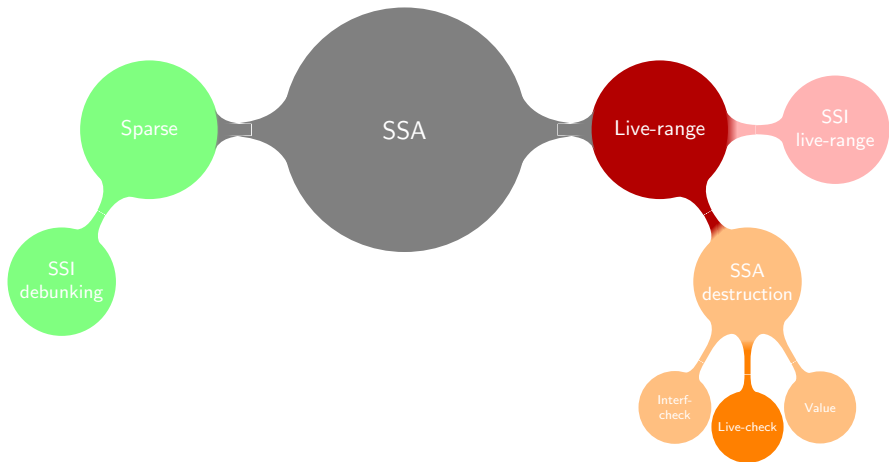 SSA
Sparse
SSI
debunking
Live-range
SSI
live-range
SSA
destruction
Interf-
check
Live-check
Value